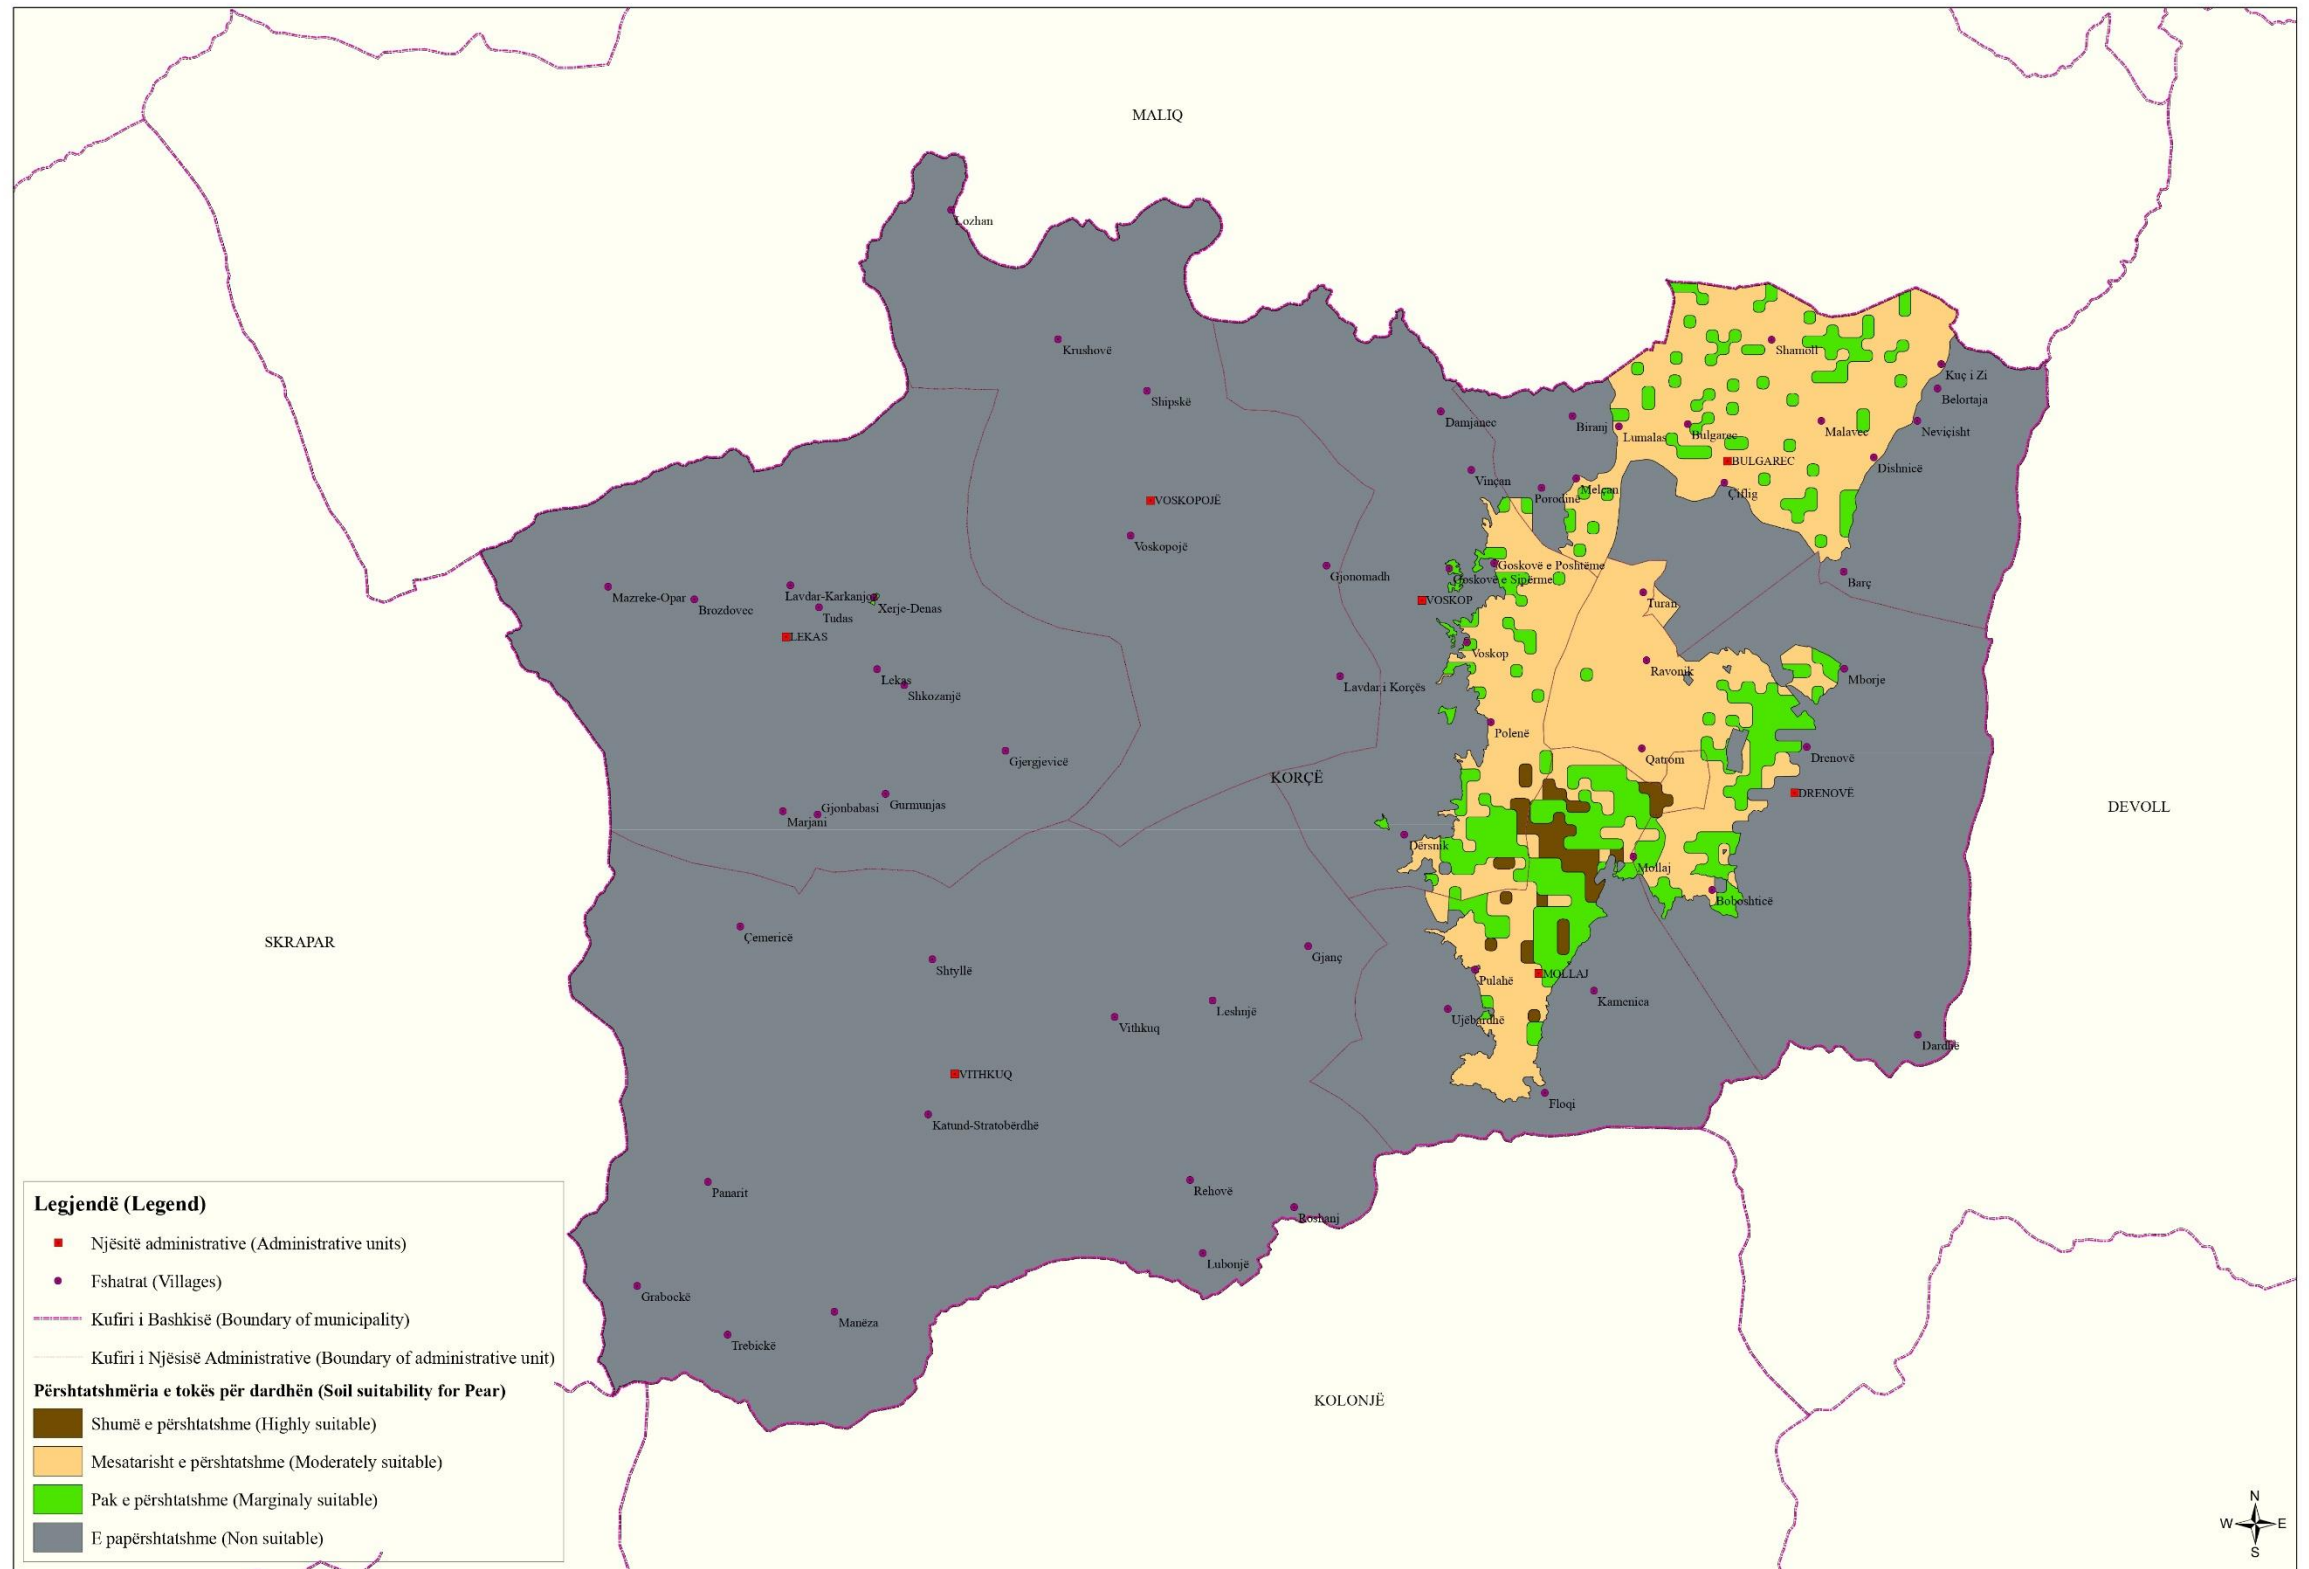 MALIQ
Lozhan
Krushovë
Shamoll
Knç i Zi
Shipskë
Belortaja
Damjanec
Biranj
Lumalas
Bulgarec
Malavec
Neviçisht
BULGAREC
Dishnicë
Vinçan
Melçan
Porodinë
Çiflig
VOSKOPOJË
Voskopojë
Goskovë e Poshtëme
Gjonomadh
Goskovë e Sipërme
Barç
Mazreke-Opar
Lavdar-Karkanjoz
Xerje-Denas
VOSKOP
Turan
Brozdovec
Tudas
LEKAS
Voskop
Ravonik
Mborje
Lekas
Shkozanjë
Lavdar i Korçës
Polenë
Gjergjevicë
Qatrom
Drenovë
KORÇË
DRENOVË
DEVOLL
Gjonbabasi
Gurmunjas
Marjani
Dërsnik
Mollaj
Boboshticë
SKRAPAR
Çemericë
Gjanç
Shtyllë
MOLLAJ
Pulahë
Kamenica
Leshnjë
Ujëbardhë
Vithkuq
Dardhë
VITHKUQ
Floqi
Katund-Stratobërdhë
Panarit
Rehovë
Roshanj
Lubonjë
Grabockë
Manëza
Trebickë
KOLONJË
Legjendë (Legend)
Njësitë administrative (Administrative units)
Fshatrat (Villages)
Kufiri i Bashkisë (Boundary of municipality)
Kufiri i Njësisë Administrative (Boundary of administrative unit)
Përshtatshmëria e tokës për dardhën (Soil suitability for Pear)
Shumë e përshtatshme (Highly suitable)
Mesatarisht e përshtatshme (Moderately suitable)
Pak e përshtatshme (Marginaly suitable)
E papërshtatshme (Non suitable)
N
W E
S